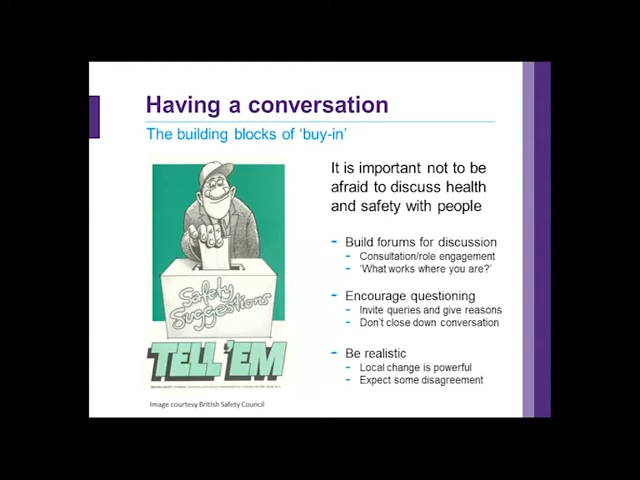 Having a conversation
The building blocks of ‘buy-in’
It is important not to be
afraid to discuss health
and safety with people
- Build forums for discussion
- Consultation/role engagement
- ‘What works where you are?’
- Encourage questioning
- Invite queries and give reasons
- Don’t close down conversation
- Be realistic
- Local change is powerful
- Expect some disagreement
Safety
Suggestions
TELL 'EM
Image courtesy British Safety Council